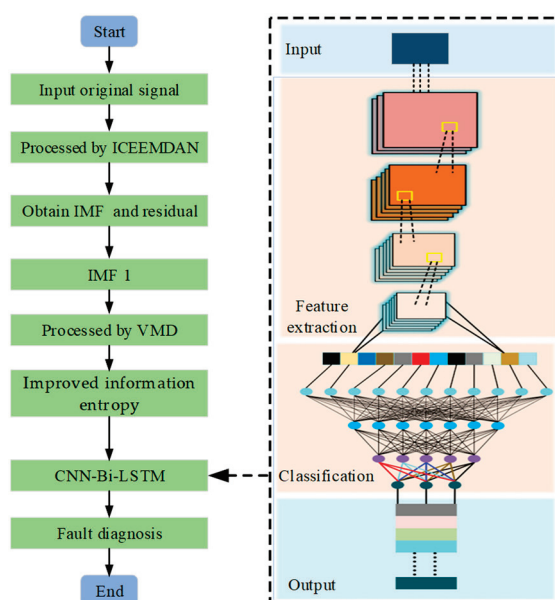 Start
Input original signal
Processed by ICEEMDAN
Obtain IMF and residual
IMF 1
Processed by VMD
Improved information
entropy
CNN-Bi-LSTM
Fault diagnosis
End
Input
Feature
extraction
Classification
Output